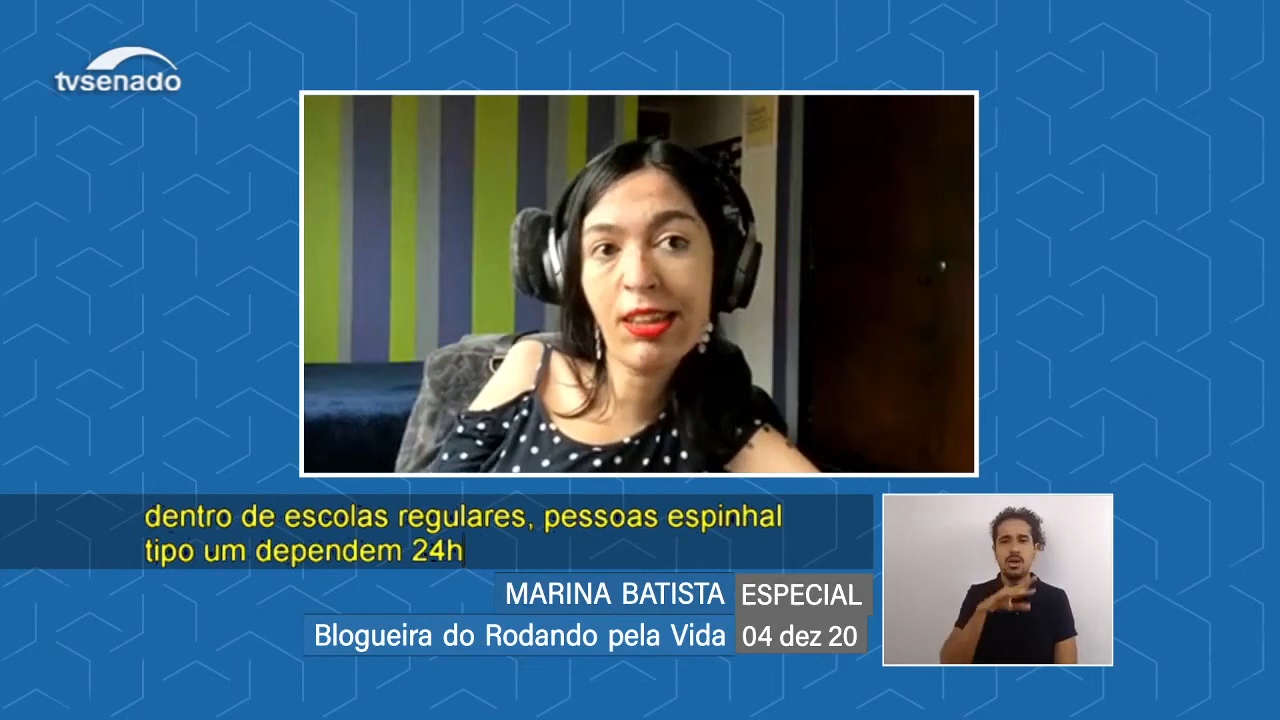 tvsenado
dentro de escolas regulares, pessoas espinhal
tipo um dependem 24h
MARINA BATISTA ESPECIAL
Blogueira do Rodando pela Vida 04 dez 20